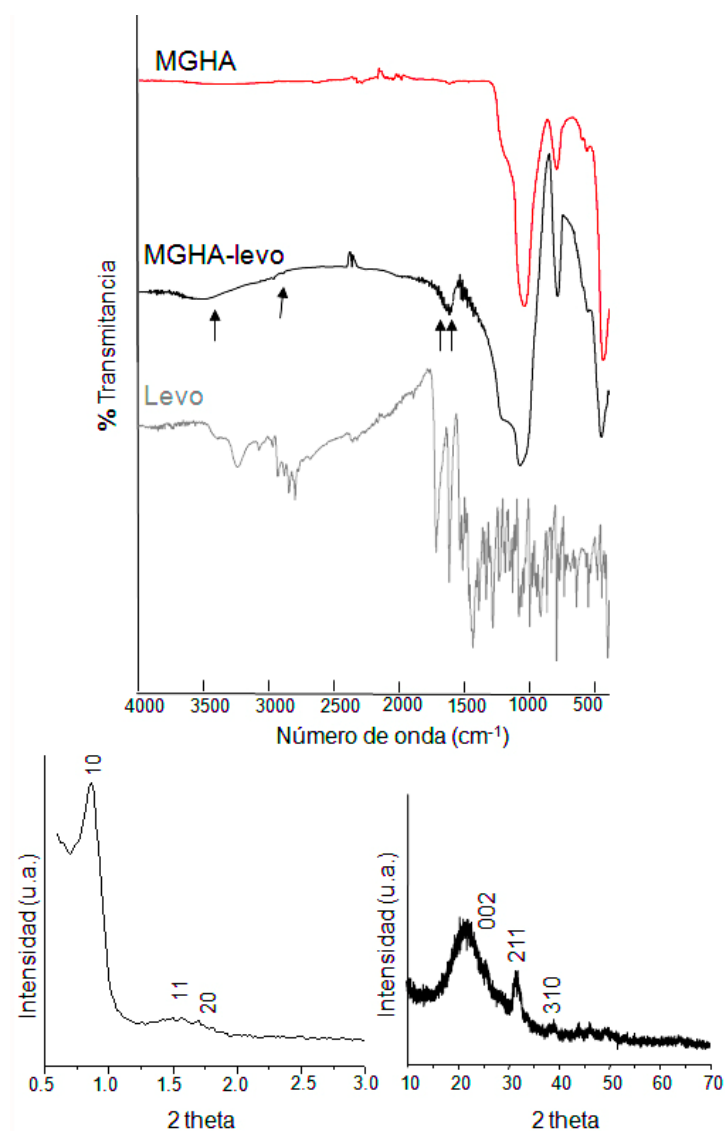 MGHA
MGHA-levo
Levo
% Transmitancia
4000 3500 3000 2500 2000 1500 1000 500
Número de onda (cm-1)
10
11
20
Intensidad (u.a.)
0.5 1.0 1.5 2.0 2.5 3.0
2 theta
002
211
310
Intensidad (u.a.)
10 20 30 40 50 60 70
2 theta